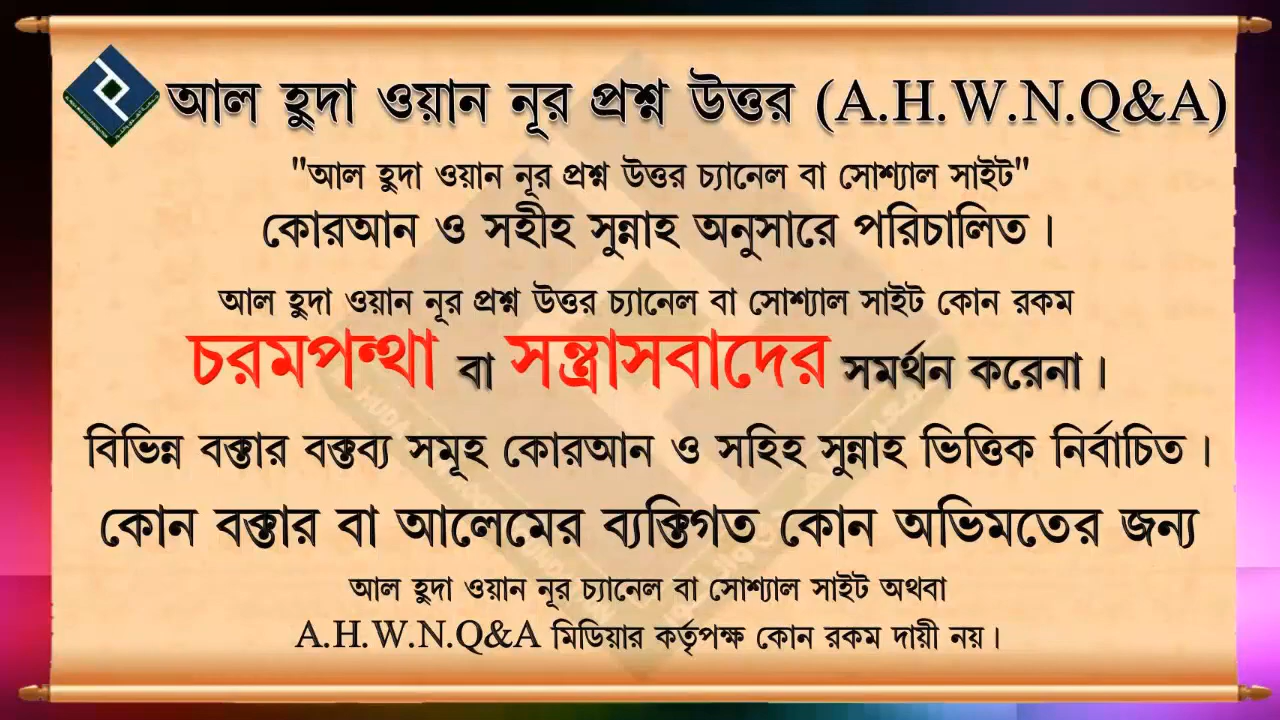 আল হুদা ওয়ান নূর প্রশ্ন উত্তর (A.H.W.N.Q&A)
"আল হুদা ওয়ান নূর প্রশ্ন উত্তর চ্যানেল বা সোশ্যাল সাইট"
কোরআন ও সহীহ সুন্নাহ অনুসারে পরিচালিত।
আল হুদা ওয়ান নূর প্রশ্ন উত্তর চ্যানেল বা সোশ্যাল সাইট কোন রকম
চরমপন্থা বা সন্ত্রাসবাদের সমর্থন করেনা।
বিভিন্ন বক্তার বক্তব্য সমূহ কোরআন ও সহিহ সুন্নাহ ভিত্তিক নির্বাচিত।
কোন বক্তার বা আলেমের ব্যক্তিগত কোন অভিমতের জন্য
আল হুদা ওয়ান নূর চ্যানেল বা সোশ্যাল সাইট অথবা
A.H.W.N.Q&A মিডিয়ার কর্তৃপক্ষ কোন রকম দায়ী নয়।